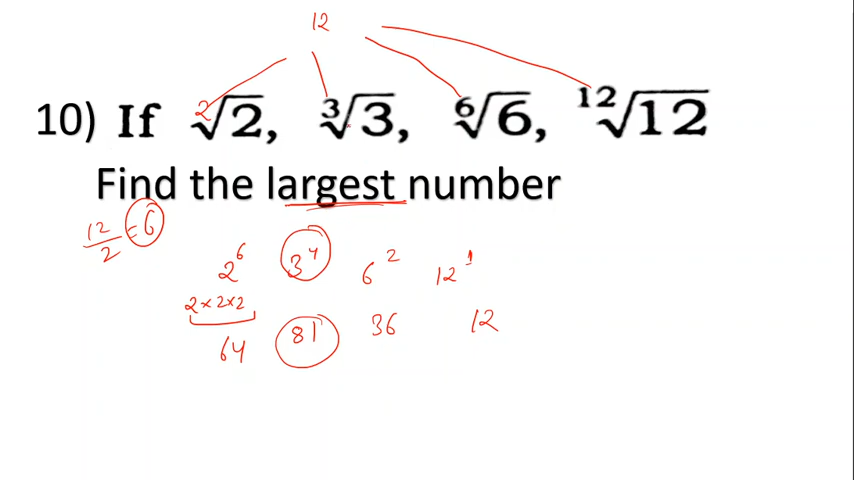 12
10) If ²√2, ³√3, ⁶√6, ¹²√12
Find the largest number
12/2 = 6
2⁶ 3⁴ 6² 12¹
2×2×2
64 81 36 12